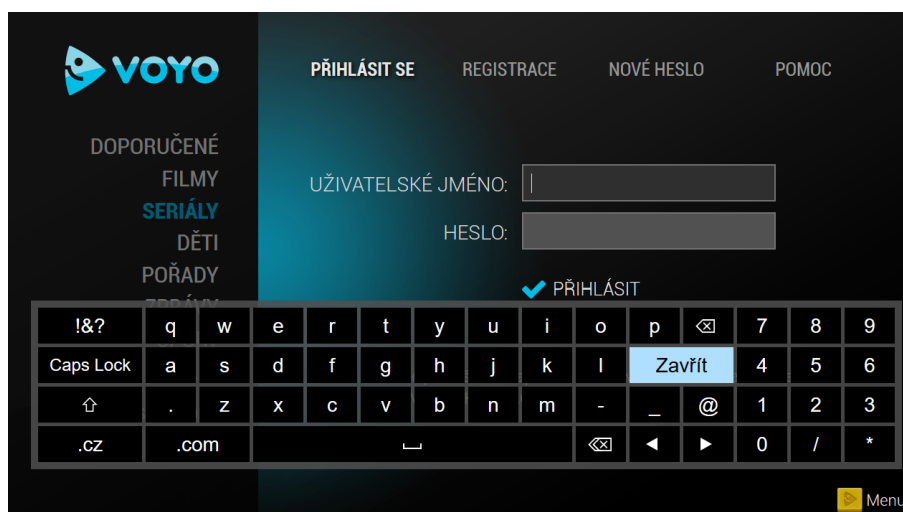 VOYO
PŘIHLÁSIT SE REGISTRACE NOVÉ HESLO POMOC
DOPORUČENÉ
FILMY
SERIÁLY
DĚTI
POŘADY
ZPRÁVY
UŽIVATELSKÉ JMÉNO:
HESLO:
PŘIHLÁSIT
!&? q w e r t y u i o p 7 8 9
Caps Lock a s d f g h j k l Zavřít 4 5 6
. z x c v b n m - _ @ 1 2 3
.cz .com 0 / *
Menu